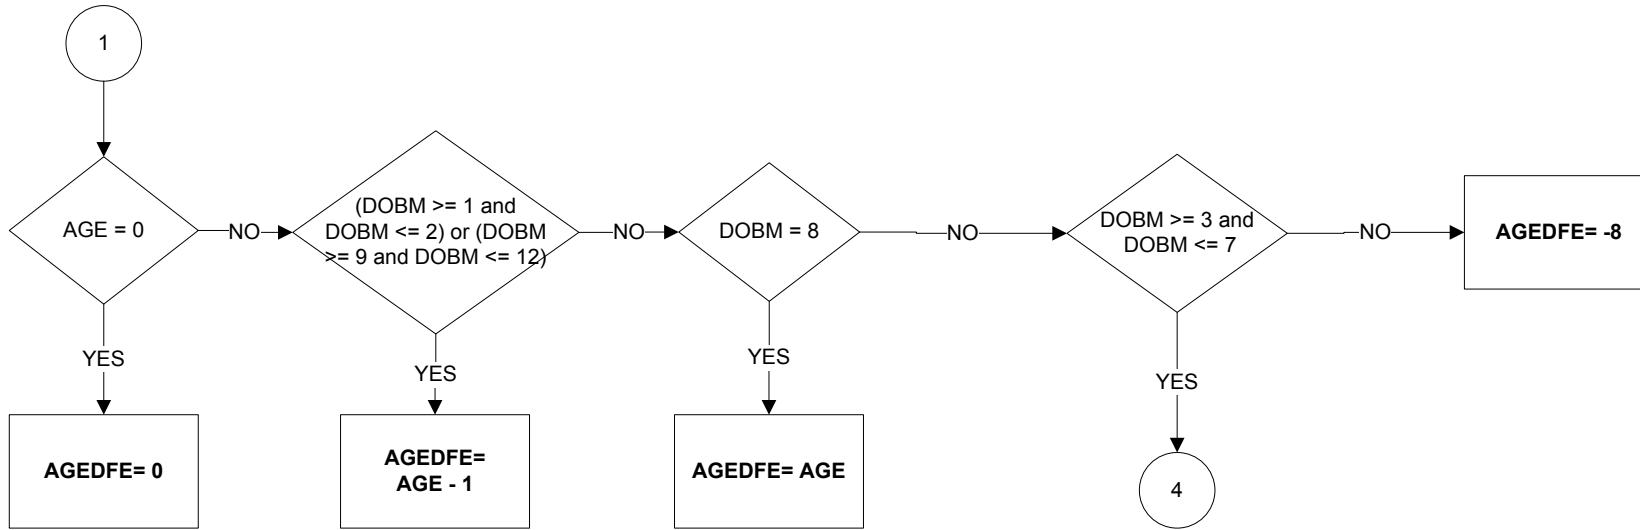 1
AGE = 0
NO
(DOBM >= 1 and
DOBM <= 2) or (DOBM
>= 9 and DOBM <= 12)
NO
DOBM = 8
NO
DOBM >= 3 and
DOBM <= 7
NO
AGEDFE= -8
YES
YES
YES
YES
AGEDFE= 0
AGEDFE=
AGE - 1
AGEDFE= AGE
4